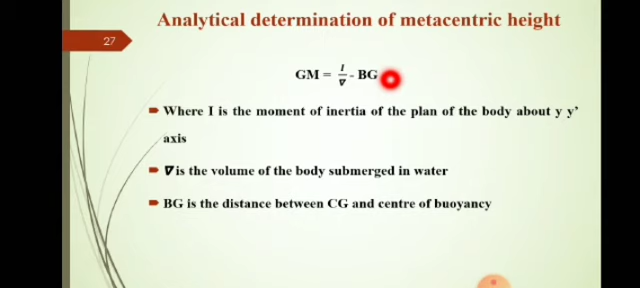 Analytical determination of metacentric height
27
GM = I/∇ - BG
Where I is the moment of inertia of the plan of the body about y y'
axis
∇ is the volume of the body submerged in water
BG is the distance between CG and centre of buoyancy